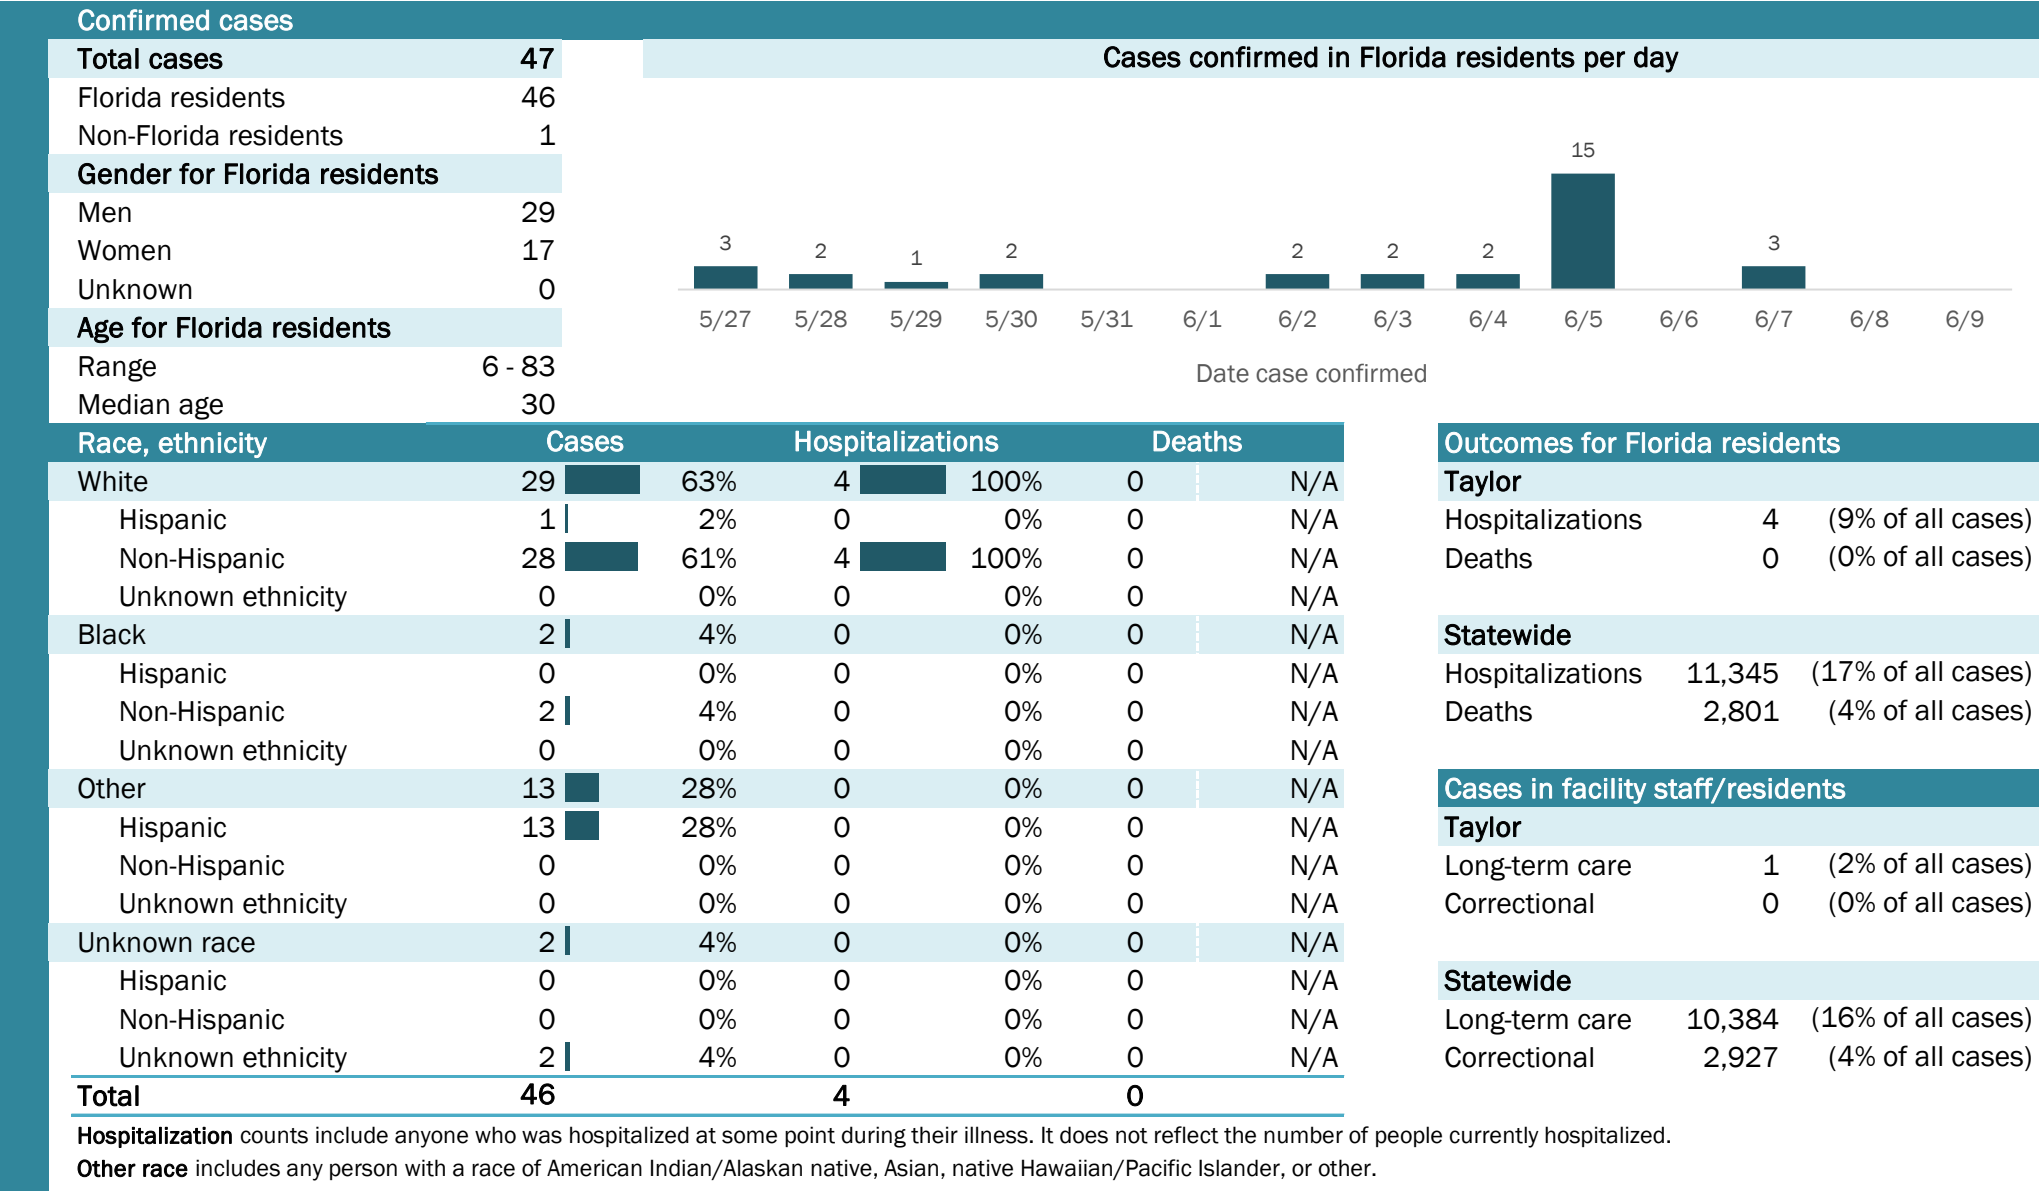 Confirmed cases
Total cases 47
Florida residents 46
Non-Florida residents 1
Gender for Florida residents
Men 29
Women 17
Unknown 0
Age for Florida residents
Range 6 - 83
Median age 30
Cases confirmed in Florida residents per day
3 2 1 2 2 2 2 15 3
5/27 5/28 5/29 5/30 5/31 6/1 6/2 6/3 6/4 6/5 6/6 6/7 6/8 6/9
Date case confirmed
Race, ethnicity Cases Hospitalizations Deaths
White 29 63% 4 100% 0 N/A
Hispanic 1 2% 0 0% 0 N/A
Non-Hispanic 28 61% 4 100% 0 N/A
Unknown ethnicity 0 0% 0 0% 0 N/A
Black 2 4% 0 0% 0 N/A
Hispanic 0 0% 0 0% 0 N/A
Non-Hispanic 2 4% 0 0% 0 N/A
Unknown ethnicity 0 0% 0 0% 0 N/A
Other 13 28% 0 0% 0 N/A
Hispanic 13 28% 0 0% 0 N/A
Non-Hispanic 0 0% 0 0% 0 N/A
Unknown ethnicity 0 0% 0 0% 0 N/A
Unknown race 2 4% 0 0% 0 N/A
Hispanic 0 0% 0 0% 0 N/A
Non-Hispanic 0 0% 0 0% 0 N/A
Unknown ethnicity 2 4% 0 0% 0 N/A
Total 46 4 0
Outcomes for Florida residents
Taylor
Hospitalizations 4 (9% of all cases)
Deaths 0 (0% of all cases)
Statewide
Hospitalizations 11,345 (17% of all cases)
Deaths 2,801 (4% of all cases)
Cases in facility staff/residents
Taylor
Long-term care 1 (2% of all cases)
Correctional 0 (0% of all cases)
Statewide
Long-term care 10,384 (16% of all cases)
Correctional 2,927 (4% of all cases)
Hospitalization counts include anyone who was hospitalized at some point during their illness. It does not reflect the number of people currently hospitalized.
Other race includes any person with a race of American Indian/Alaskan native, Asian, native Hawaiian/Pacific Islander, or other.